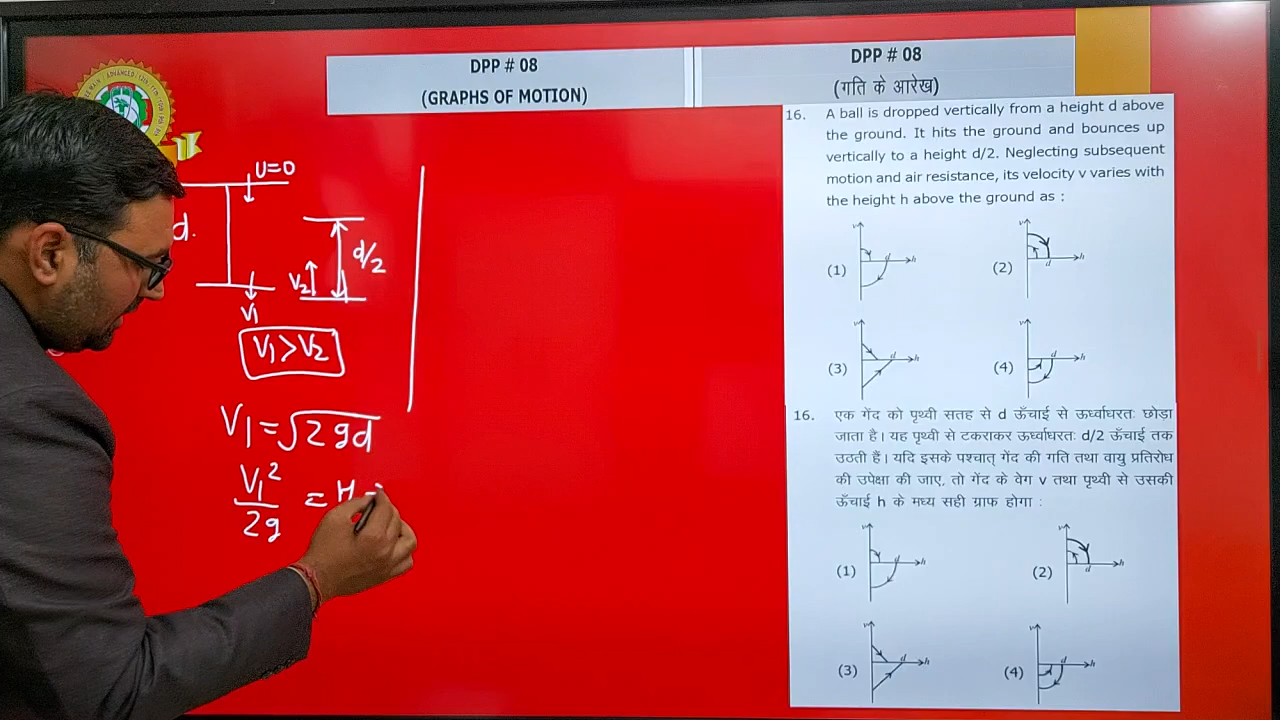 DPP # 08
(GRAPHS OF MOTION)
DPP # 08
(गति के आरेख)
U=0
d.
d/2
V2
V1
V1>V2
V1=√2gd
V1²/2g = H
16. A ball is dropped vertically from a height d above
the ground. It hits the ground and bounces up
vertically to a height d/2. Neglecting subsequent
motion and air resistance, its velocity v varies with
the height h above the ground as :
(1) v d h
(2) v d h
(3) v d h
(4) v d h
16. एक गेंद को पृथ्वी सतह से d ऊँचाई से ऊर्ध्वाधरतः छोड़ा
जाता है। यह पृथ्वी से टकराकर ऊर्ध्वाधरतः d/2 ऊँचाई तक
उठती हैं। यदि इसके पश्चात् गेंद की गति तथा वायु प्रतिरोध
की उपेक्षा की जाए, तो गेंद के वेग v तथा पृथ्वी से उसकी
ऊँचाई h के मध्य सही ग्राफ होगा :
(1) v d h
(2) v d h
(3) v d h
(4) v d h